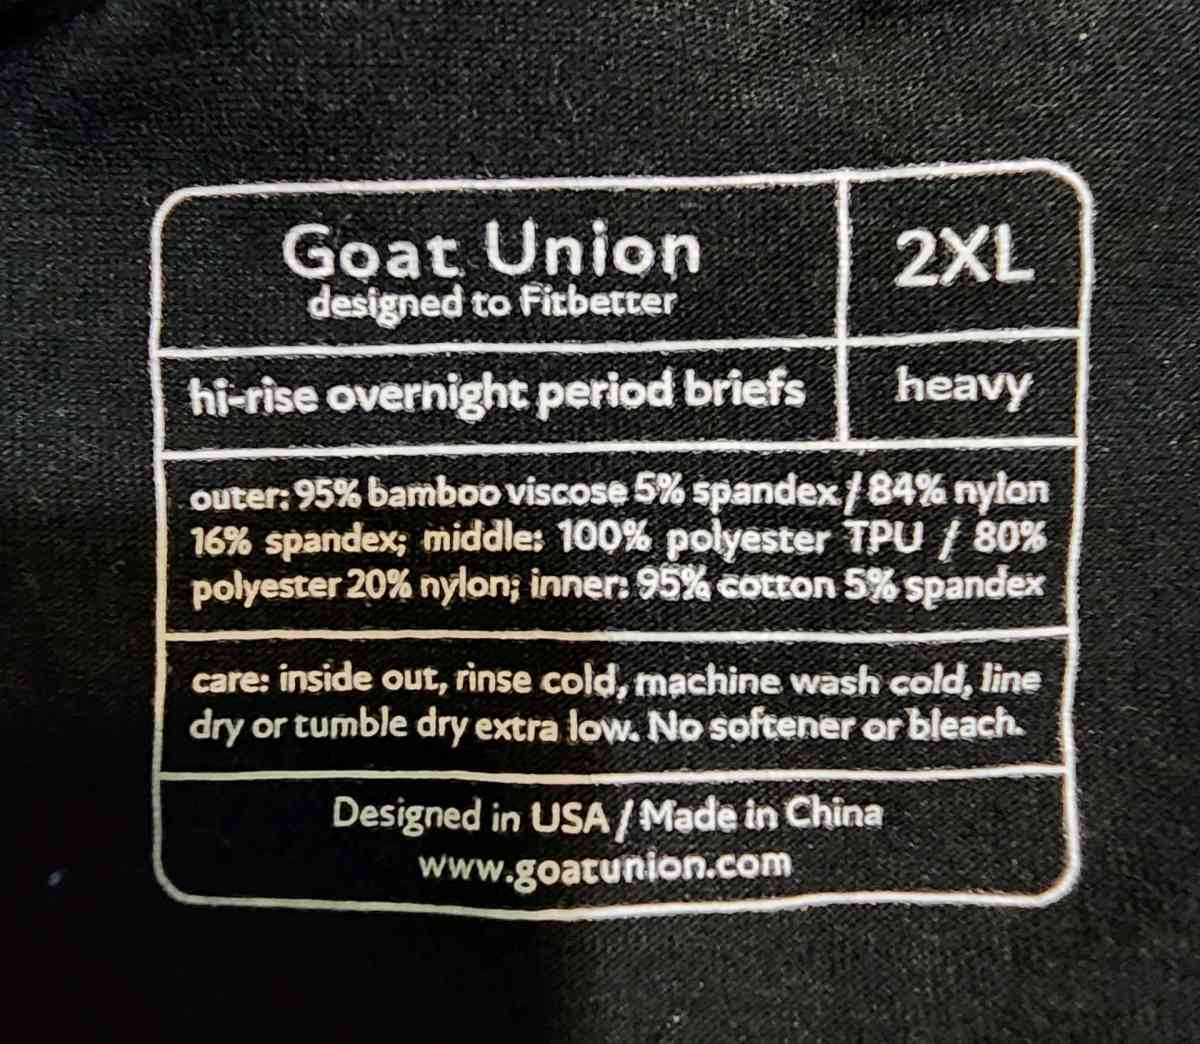 Goat Union
designed to Fitbetter
2XL
hi-rise overnight period briefs
heavy
outer: 95% bamboo viscose 5% spandex / 84% nylon
16% spandex; middle: 100% polyester TPU / 80%
polyester 20% nylon; inner: 95% cotton 5% spandex
care: inside out, rinse cold, machine wash cold, line
dry or tumble dry extra low. No softener or bleach.
Designed in USA / Made in China
www.goatunion.com